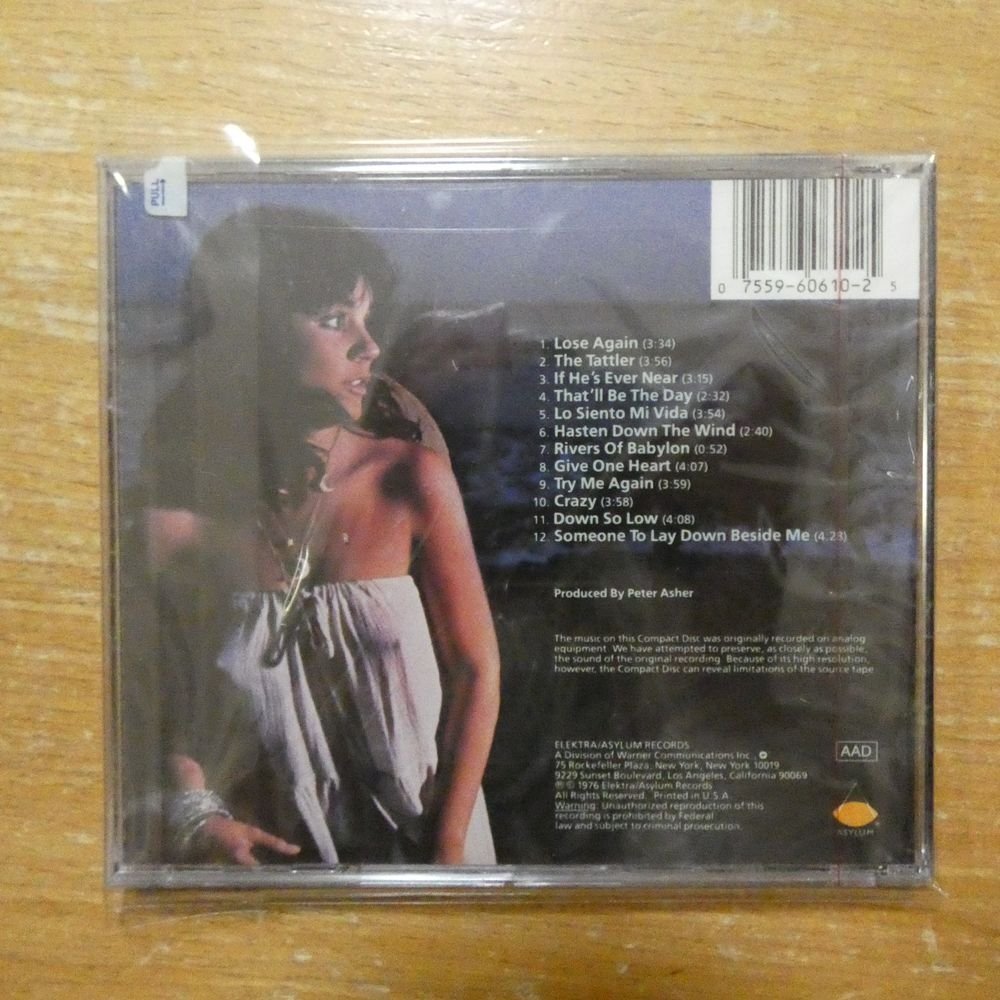 PULL
0 7559-60610-2 5
1. Lose Again (3:34)
2. The Tattler (3:56)
3. If He's Ever Near (3:15)
4. That'll Be The Day (2:32)
5. Lo Siento Mi Vida (3:54)
6. Hasten Down The Wind (2:40)
7. Rivers Of Babylon (0:52)
8. Give One Heart (4:07)
9. Try Me Again (3:59)
10. Crazy (3:58)
11. Down So Low (4:08)
12. Someone To Lay Down Beside Me (4.23)
Produced By Peter Asher
The music on this Compact Disc was originally recorded on analog
equipment. We have attempted to preserve, as closely as possible,
the sound of the original recording. Because of its high resolution,
however, the Compact Disc can reveal limitations of the source tape
ELEKTRA/ASYLUM RECORDS
A Division of Warner Communications Inc.
75 Rockefeller Plaza, New York, New York 10019
9229 Sunset Boulevard, Los Angeles, California 90069
℗ © 1976 Elektra/Asylum Records
All Rights Reserved. Printed in U.S.A.
Warning: Unauthorized reproduction of this
recording is prohibited by Federal
law and subject to criminal prosecution.
AAD
ASYLUM